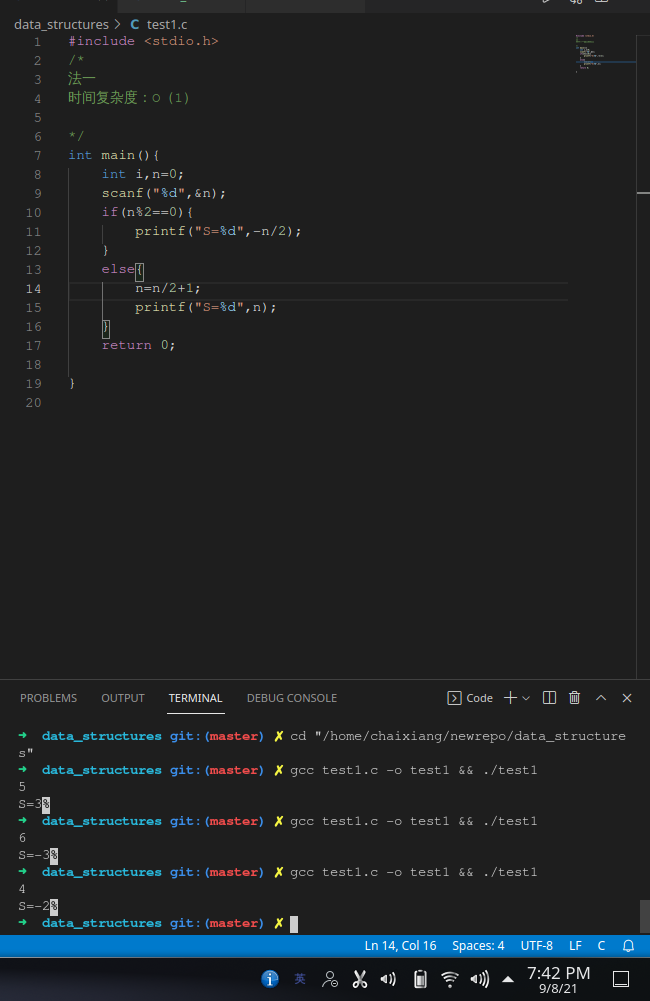 data_structures > C test1.c
1 #include <stdio.h>
2 /*
3 法一
4 时间复杂度：O（1）
5
6 */
7 int main(){
8 int i,n=0;
9 scanf("%d",&n);
10 if(n%2==0){
11 printf("S=%d",-n/2);
12 }
13 else{
14 n=n/2+1;
15 printf("S=%d",n);
16 }
17 return 0;
18
19 }
20
PROBLEMS OUTPUT TERMINAL DEBUG CONSOLE Code
➜ data_structures git:(master) ✗ cd "/home/chaixiang/newrepo/data_structure
s"
➜ data_structures git:(master) ✗ gcc test1.c -o test1 && ./test1
5
S=3%
➜ data_structures git:(master) ✗ gcc test1.c -o test1 && ./test1
6
S=-3%
➜ data_structures git:(master) ✗ gcc test1.c -o test1 && ./test1
4
S=-2%
➜ data_structures git:(master) ✗
Ln 14, Col 16 Spaces: 4 UTF-8 LF C
英 7:42 PM
9/8/21